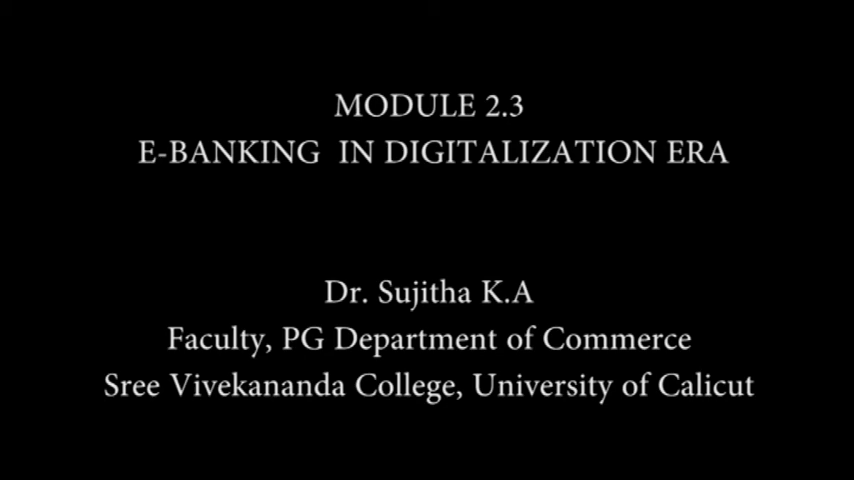 MODULE 2.3
E-BANKING IN DIGITALIZATION ERA
Dr. Sujitha K.A
Faculty, PG Department of Commerce
Sree Vivekananda College, University of Calicut